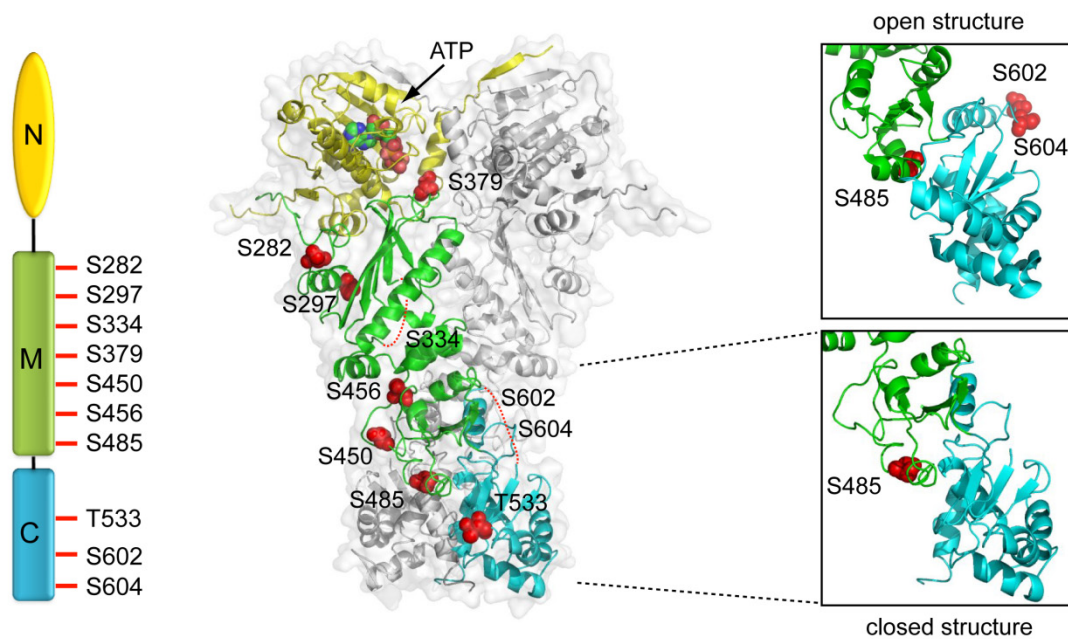 N
M
C
S282
S297
S334
S379
S450
S456
S485
T533
S602
S604
ATP
S379
S282
S297
S334
S456
S602
S604
S450
S485
T533
open structure
S602
S604
S485
S485
closed structure